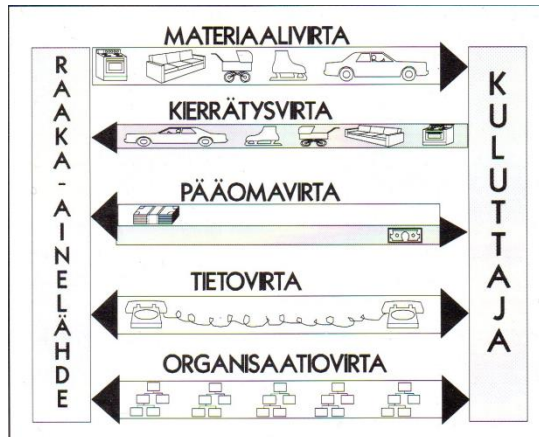 MATERIAALIVIRTA
RAAKA-AINELÄHDE
KULUTTAJA
KIERRÄTYSVIRTA
PÄÄOMAVIRTA
TIETOVIRTA
ORGANISAATIOVIRTA